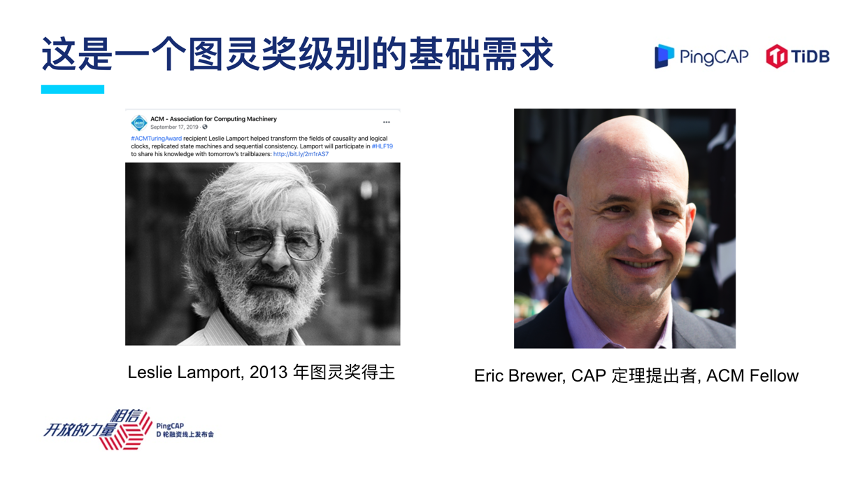 这是一个图灵奖级别的基础需求
PingCAP
TiDB
ACM - Association for Computing Machinery
September 17, 2019
#ACMTuringAward recipient Leslie Lamport helped transform the fields of causality and logical
clocks, replicated state machines and sequential consistency. Lamport will participate in #HLF19
to share his knowledge with tomorrow's trailblazers: http://bit.ly/2m1rAS7
Leslie Lamport, 2013 年图灵奖得主
Eric Brewer, CAP 定理提出者, ACM Fellow
相信
开放的力量
PingCAP
D 轮融资线上发布会